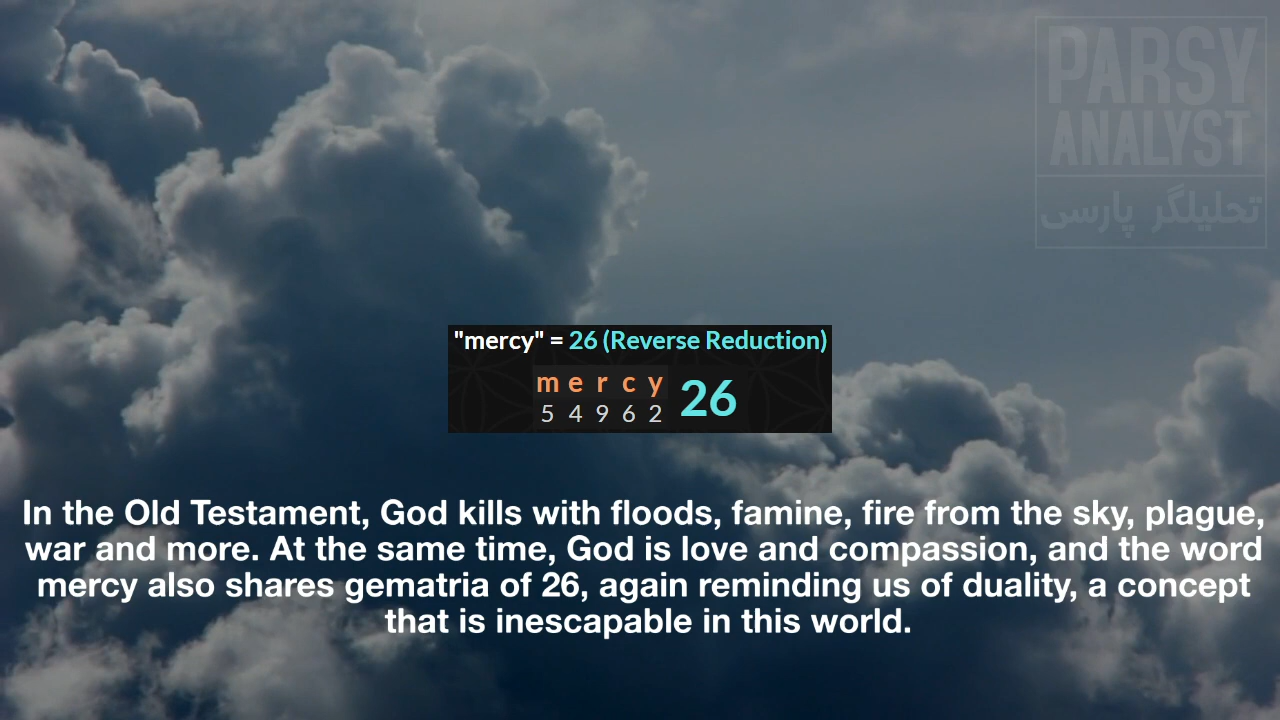 PARSY
ANALYST
تحلیلگر پارسی
"mercy" = 26 (Reverse Reduction)
m e r c y 26
5 4 9 6 2
In the Old Testament, God kills with floods, famine, fire from the sky, plague,
war and more. At the same time, God is love and compassion, and the word
mercy also shares gematria of 26, again reminding us of duality, a concept
that is inescapable in this world.